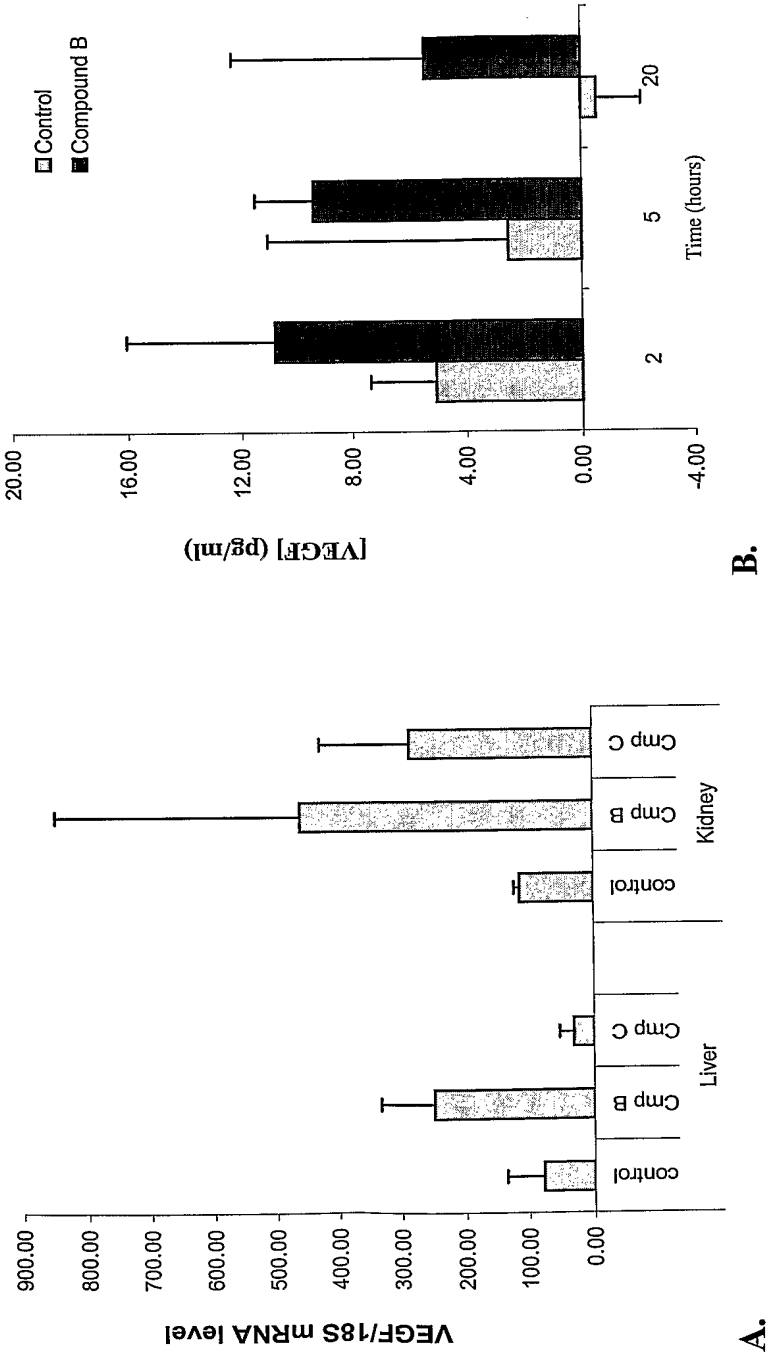 VEGF/18S mRNA level
900.00
800.00
700.00
600.00
500.00
400.00
300.00
200.00
100.00
0.00
control
Cmp B
Cmp C
control
Cmp B
Cmp C
Liver
Kidney
A.
[VEGF] (pg/ml)
20.00
16.00
12.00
8.00
4.00
0.00
-4.00
2
5
20
Time (hours)
Control
Compound B
B.